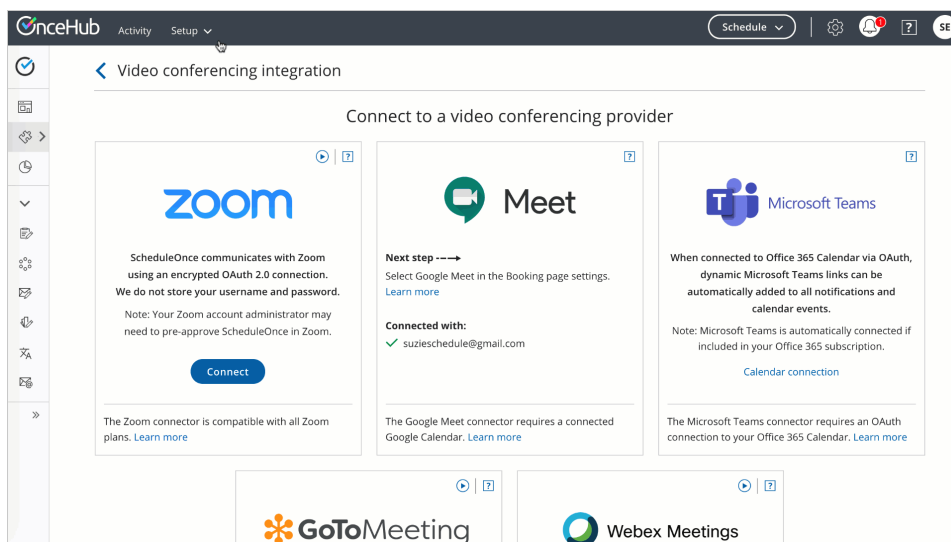 OnceHub
Activity
Setup
Schedule
1
?
SE
Video conferencing integration
Connect to a video conferencing provider
?
zoom
ScheduleOnce communicates with Zoom
using an encrypted OAuth 2.0 connection.
We do not store your username and password.
Note: Your Zoom account administrator may
need to pre-approve ScheduleOnce in Zoom.
Connect
The Zoom connector is compatible with all Zoom
plans. Learn more
?
Meet
Next step
Select Google Meet in the Booking page settings.
Learn more
Connected with:
suzieschedule@gmail.com
The Google Meet connector requires a connected
Google Calendar. Learn more
?
T
Microsoft Teams
When connected to Office 365 Calendar via OAuth,
dynamic Microsoft Teams links can be
automatically added to all notifications and
calendar events.
Note: Microsoft Teams is automatically connected if
included in your Office 365 subscription.
Calendar connection
The Microsoft Teams connector requires an OAuth
connection to your Office 365 Calendar. Learn more
?
GoToMeeting
?
Webex Meetings